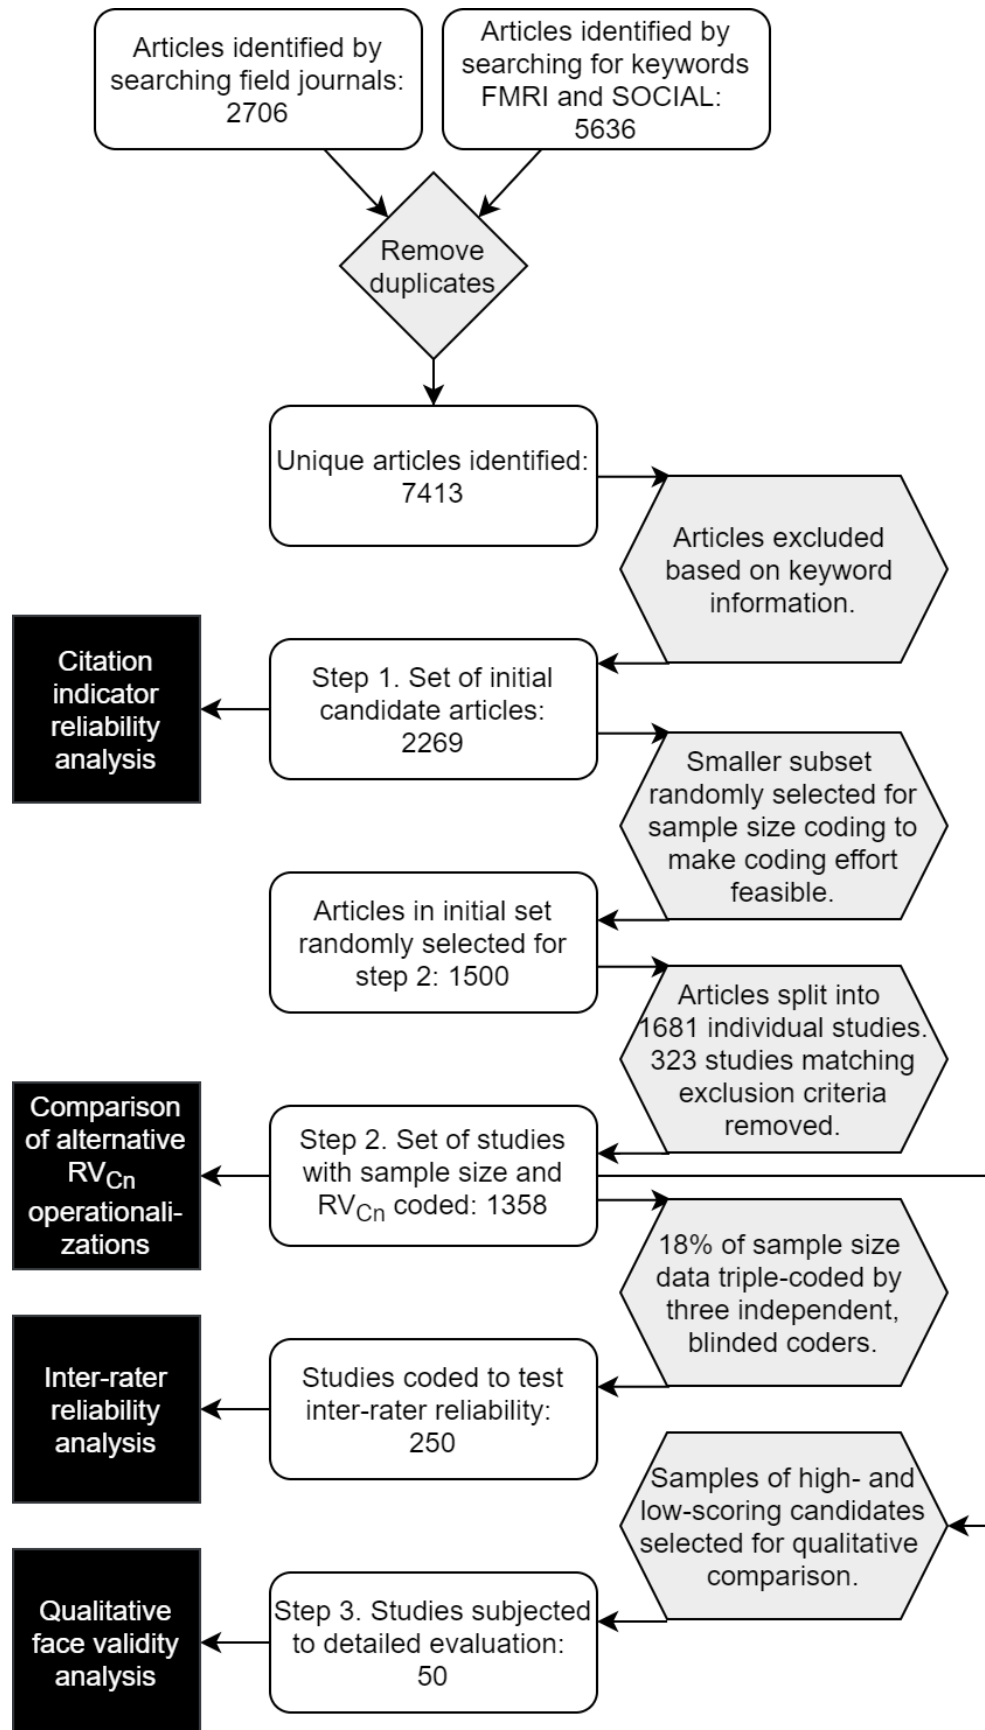 Articles identified by
searching field journals:
2706
Articles identified by
searching for keywords
FMRI and SOCIAL:
5636
Remove
duplicates
Unique articles identified:
7413
Articles excluded
based on keyword
information.
Citation
indicator
reliability
analysis
Step 1. Set of initial
candidate articles:
2269
Smaller subset
randomly selected for
sample size coding to
make coding effort
feasible.
Articles in initial set
randomly selected for
step 2: 1500
Articles split into
1681 individual studies.
323 studies matching
exclusion criteria
removed.
Comparison
of alternative
RVCn
operationali-
zations
Step 2. Set of studies
with sample size and
RVCn coded: 1358
18% of sample size
data triple-coded by
three independent,
blinded coders.
Inter-rater
reliability
analysis
Studies coded to test
inter-rater reliability:
250
Samples of high- and
low-scoring candidates
selected for qualitative
comparison.
Qualitative
face validity
analysis
Step 3. Studies subjected
to detailed evaluation:
50